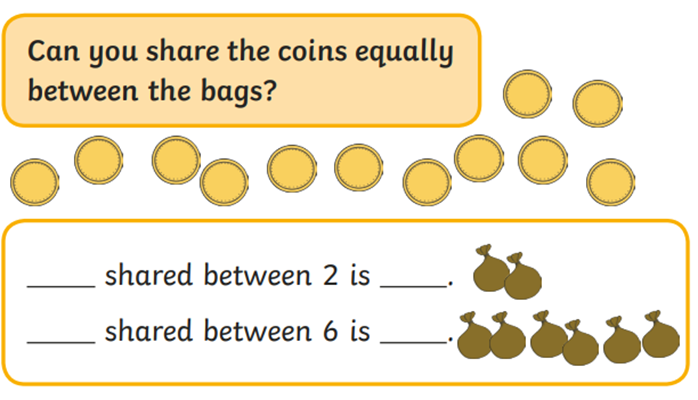 Can you share the coins equally
between the bags?
_____ shared between 2 is _____.
_____ shared between 6 is _____.